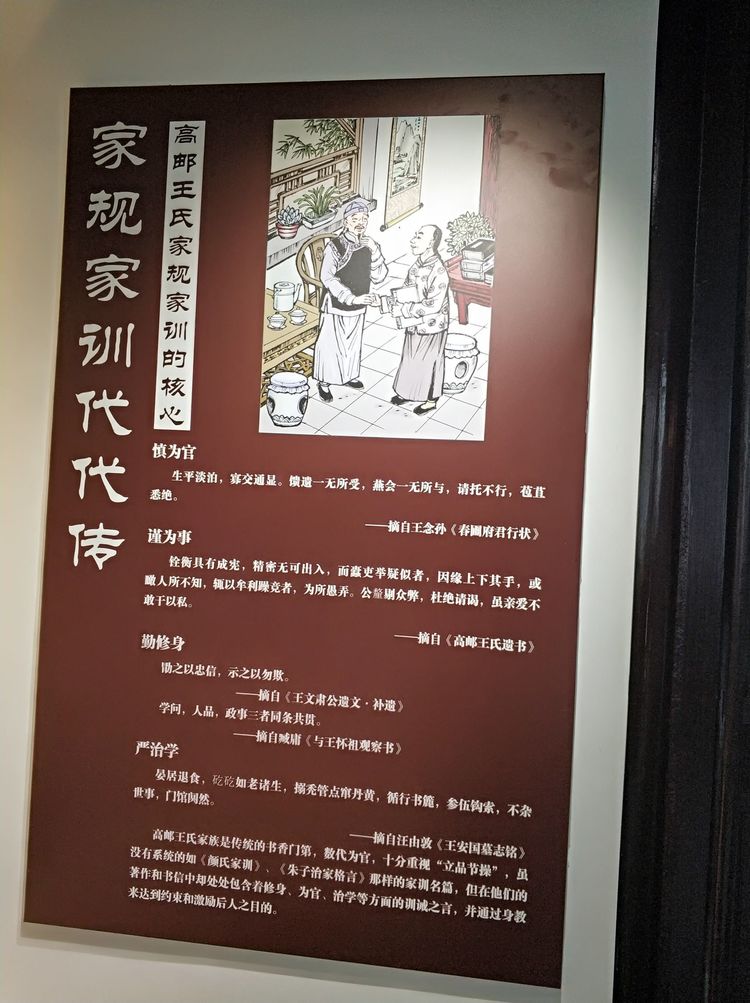 家规家训代代传
高邮王氏家规家训的核心
慎为官
生平淡泊，寡交通显。馈遗一无所受，燕会一无所与，请托不行，苞苴
悉绝。
——摘自王念孙《春圃府君行状》
谨为事
铨衡具有成宪，精密无可出入，而蠹吏举疑似者，因缘上下其手，或
瞰人所不知，辄以牟利躁竞者，为所愚弄。公釐剔众弊，杜绝请谒，虽亲爱不
敢干以私。
——摘自《高邮王氏遗书》
勤修身
勖之以忠信，示之以勿欺。
——摘自《王文肃公遗文·补遗》
学问，人品，政事三者同条共贯。
——摘自臧庸《与王怀祖观察书》
严治学
晏居退食，矻矻如老诸生，搦秃管点窜丹黄，循行书簏，参伍钩索，不杂
世事，门馆阒然。
——摘自汪由敦《王安国墓志铭》
高邮王氏家族是传统的书香门第，数代为官，十分重视“立品节操”，虽
没有系统的如《颜氏家训》、《朱子治家格言》那样的家训名篇，但在他们的
著作和书信中却处处包含着修身、为官、治学等方面的训诫之言，并通过身教
来达到约束和激励后人之目的。